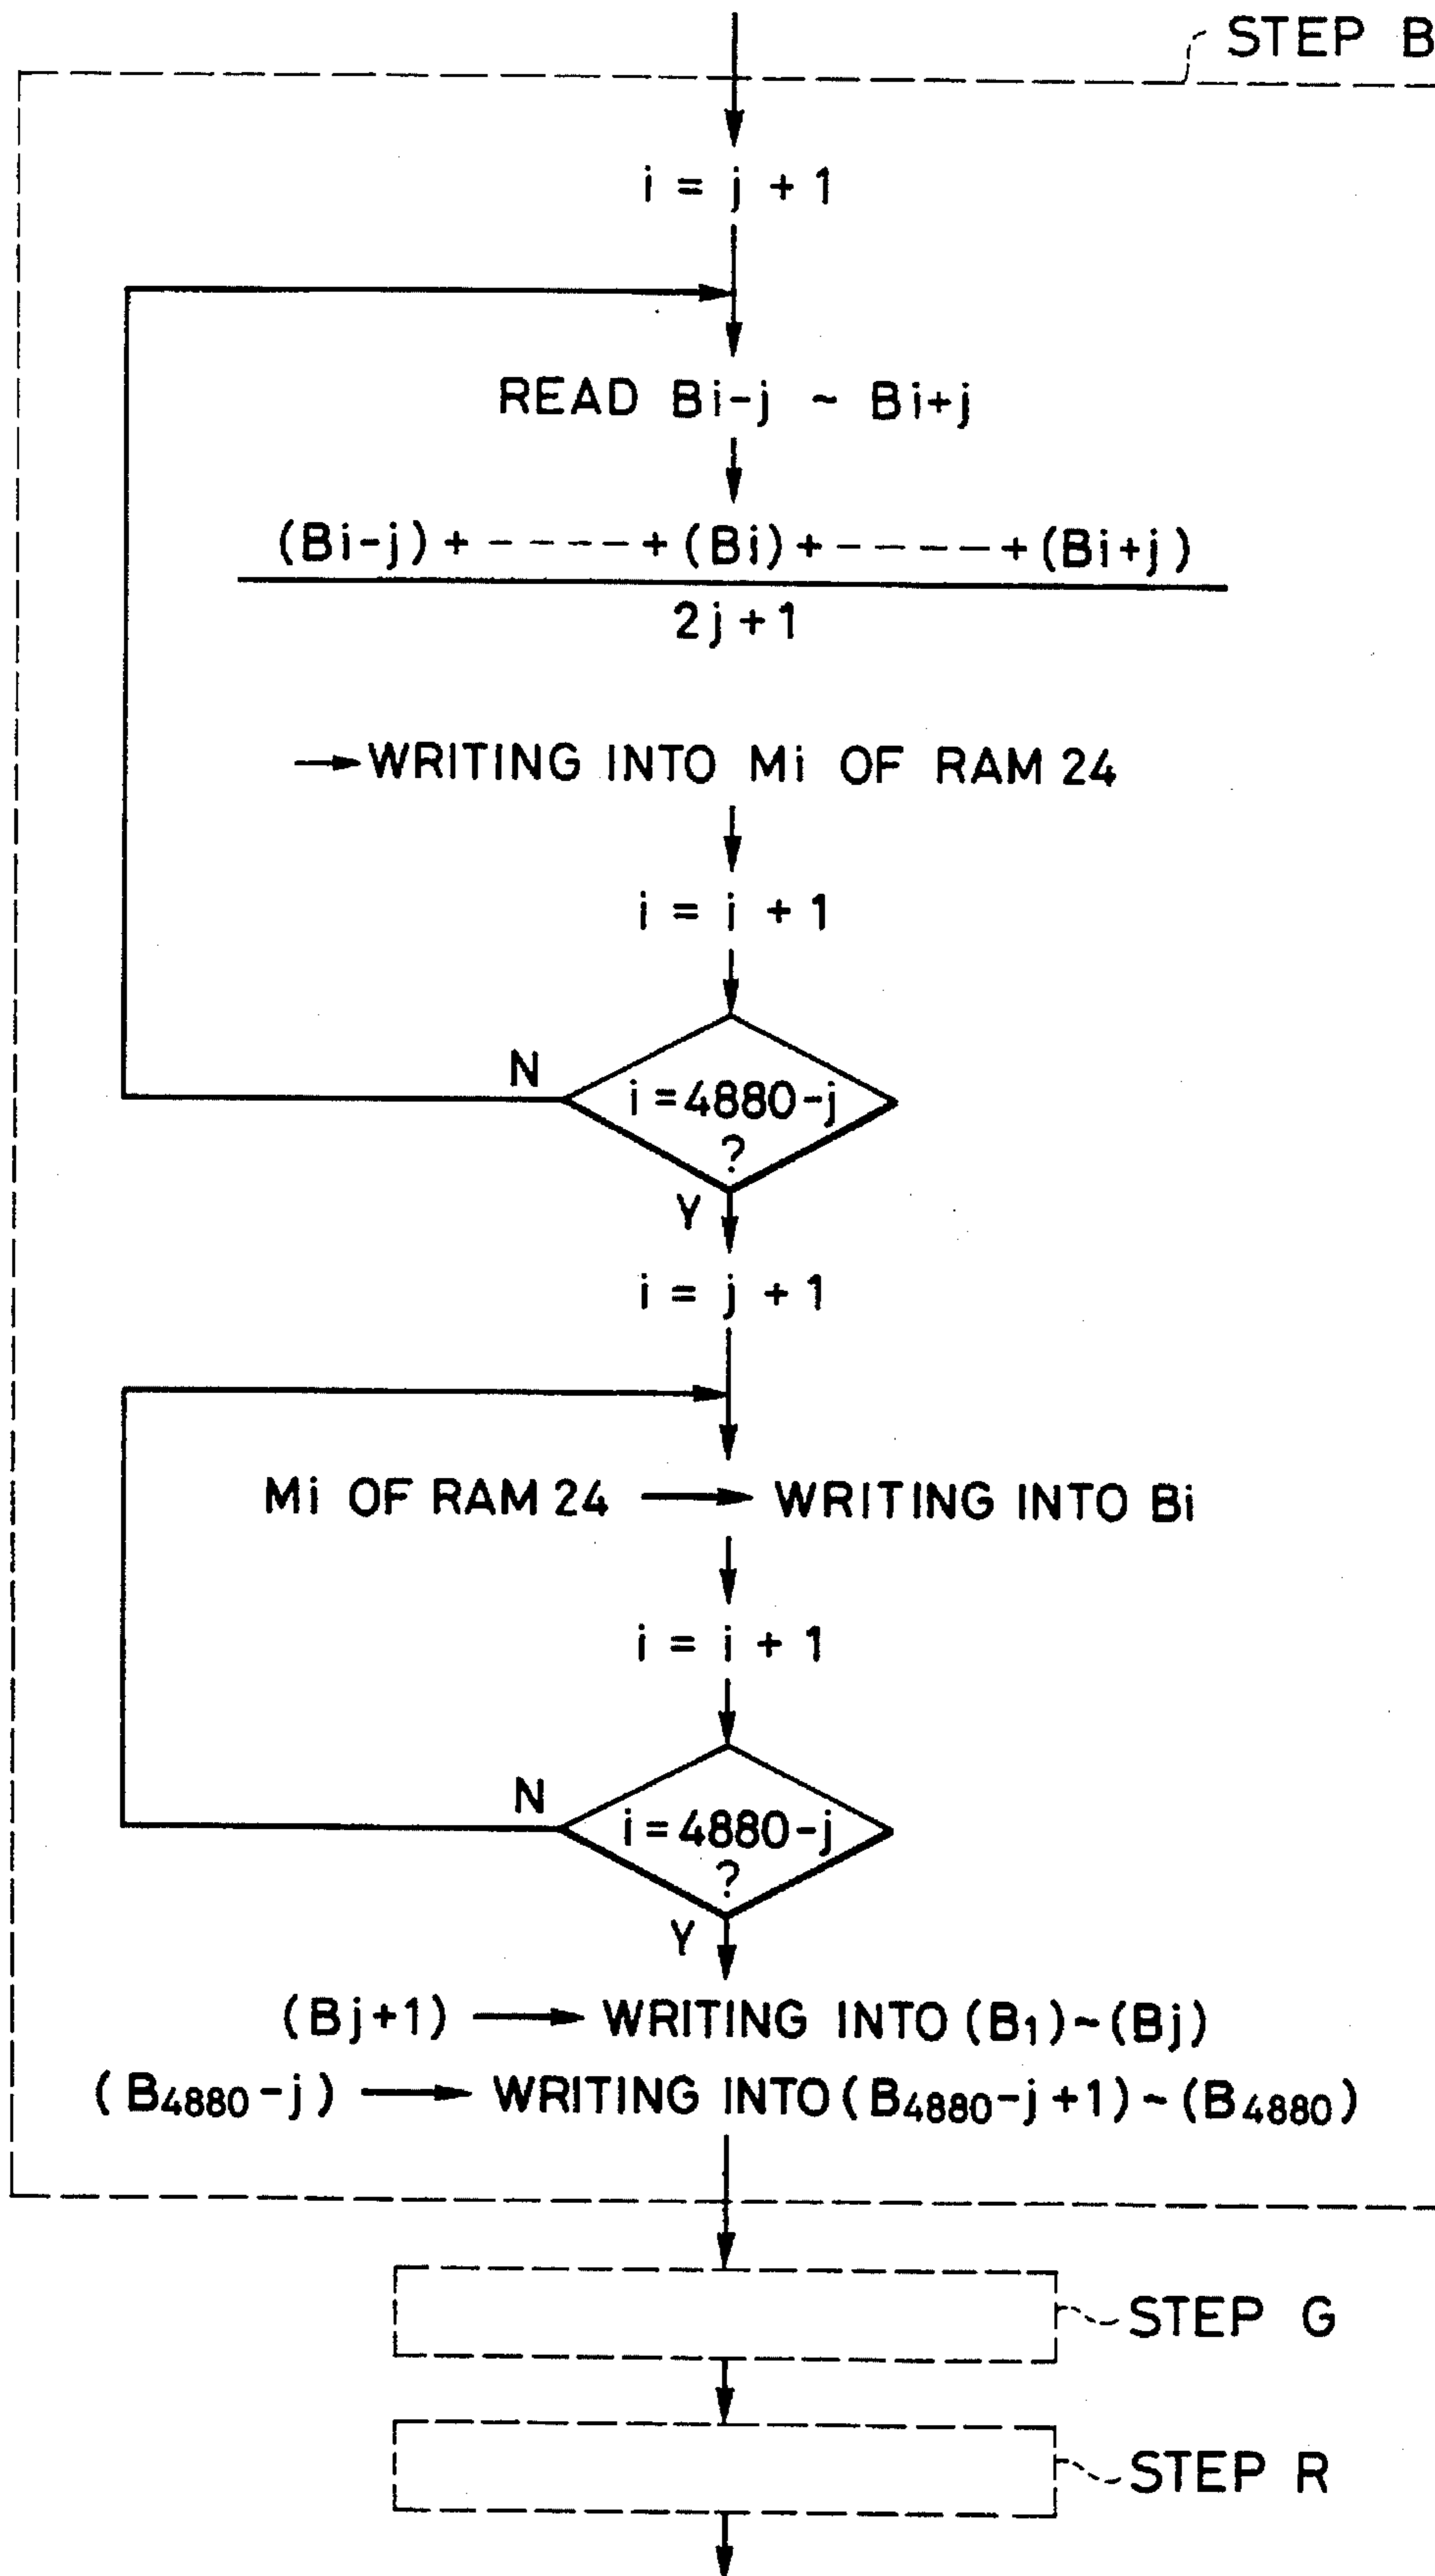 STEP B
i = j + 1
READ Bi-j ~ Bi+j
(Bi-j) + ----- + (Bi) + ----- + (Bi+j)
2j+1
→WRITING INTO Mi OF RAM 24
i = i + 1
N
i=4880-j
?
Y
i = j + 1
Mi OF RAM 24 → WRITING INTO Bi
i = i + 1
N
i=4880-j
?
Y
(Bj+1) → WRITING INTO (B1)~(Bj)
(B4880-j) → WRITING INTO (B4880-j+1)~(B4880)
STEP G
STEP R